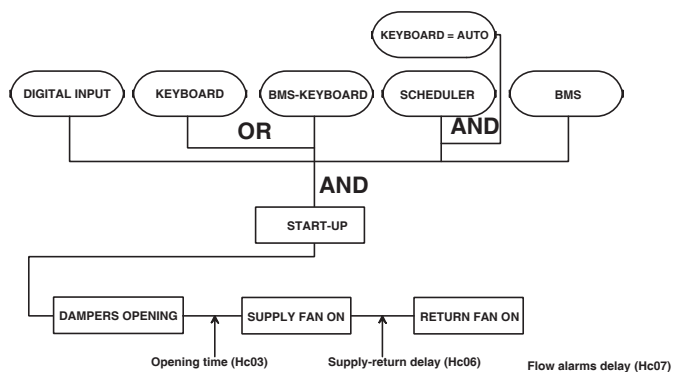 KEYBOARD = AUTO
DIGITAL INPUT
KEYBOARD
BMS-KEYBOARD
SCHEDULER
BMS
OR
AND
AND
START-UP
DAMPERS OPENING
SUPPLY FAN ON
RETURN FAN ON
Opening time (Hc03)
Supply-return delay (Hc06)
Flow alarms delay (Hc07)